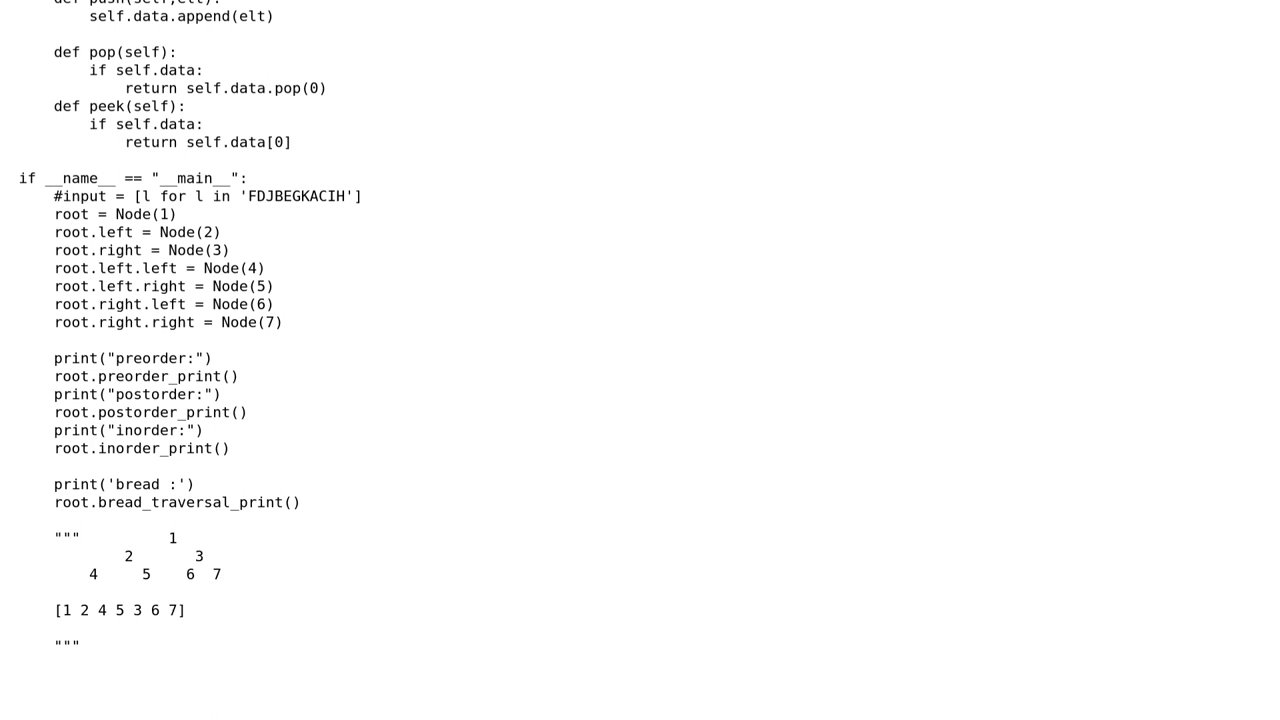 def push(self,elt):
        self.data.append(elt)

    def pop(self):
        if self.data:
            return self.data.pop(0)
    def peek(self):
        if self.data:
            return self.data[0]

if __name__ == "__main__":
    #input = [l for l in 'FDJBEGKACIH']
    root = Node(1)
    root.left = Node(2)
    root.right = Node(3)
    root.left.left = Node(4)
    root.left.right = Node(5)
    root.right.left = Node(6)
    root.right.right = Node(7)

    print("preorder:")
    root.preorder_print()
    print("postorder:")
    root.postorder_print()
    print("inorder:")
    root.inorder_print()

    print('bread :')
    root.bread_traversal_print()

    """          1
            2       3
        4     5    6  7

    [1 2 4 5 3 6 7]

    """